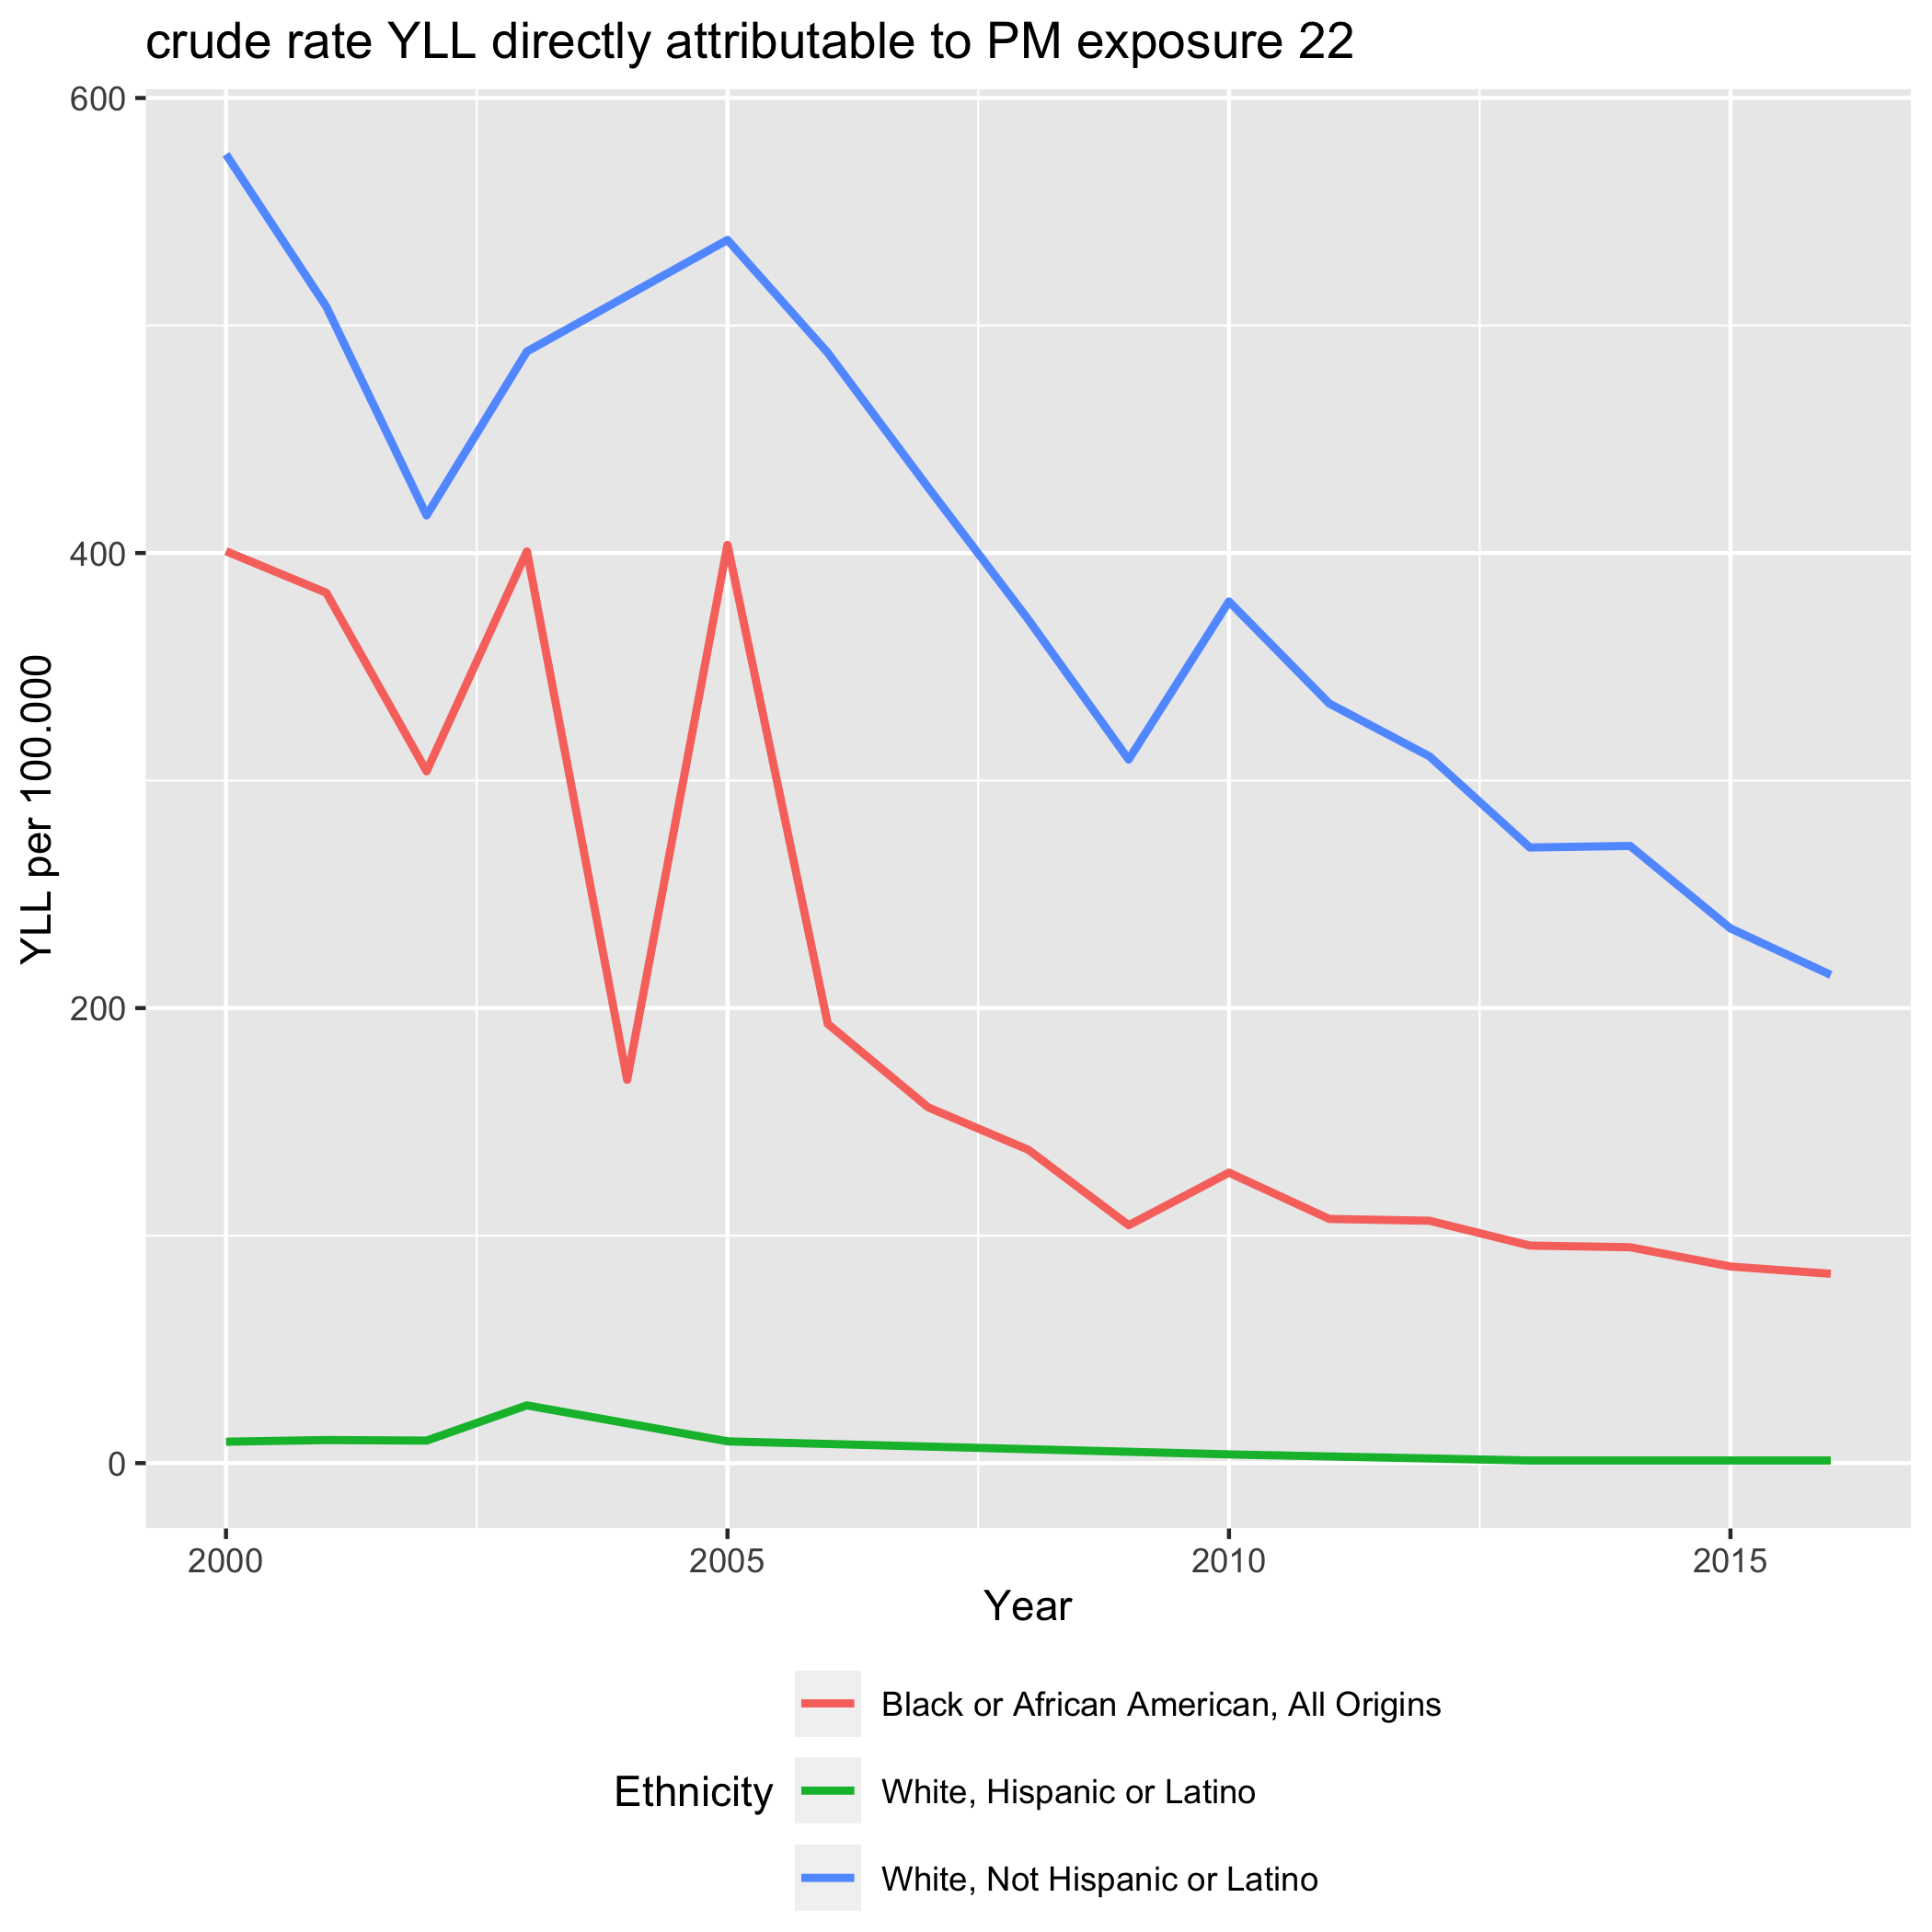 crude rate YLL directly attributable to PM exposure 22
600
400
200
0
YLL per 100.000
2000
2005
2010
2015
Year
Ethnicity
Black or African American, All Origins
White, Hispanic or Latino
White, Not Hispanic or Latino